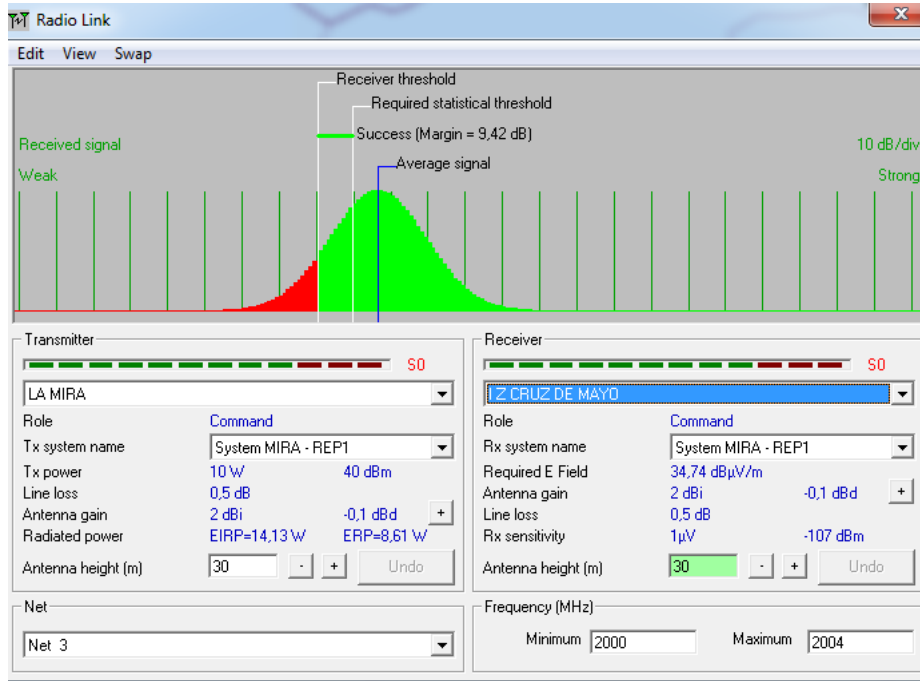 Radio Link
Edit View Swap
Receiver threshold
Required statistical threshold
Success (Margin = 9,42 dB)
Received signal 10 dB/div
Average signal
Weak Strong
Transmitter
S0
LA MIRA
Role Command
Tx system name System MIRA - REP1
Tx power 10 W 40 dBm
Line loss 0,5 dB
Antenna gain 2 dBi -0,1 dBd +
Radiated power EIRP=14,13 W ERP=8,61 W
Antenna height (m) 30 - + Undo
Net
Net 3
Receiver
S0
I Z CRUZ DE MAYO
Role Command
Rx system name System MIRA - REP1
Required E Field 34,74 dBµV/m
Antenna gain 2 dBi -0,1 dBd +
Line loss 0,5 dB
Rx sensitivity 1µV -107 dBm
Antenna height (m) 30 - + Undo
Frequency (MHz)
Minimum 2000 Maximum 2004